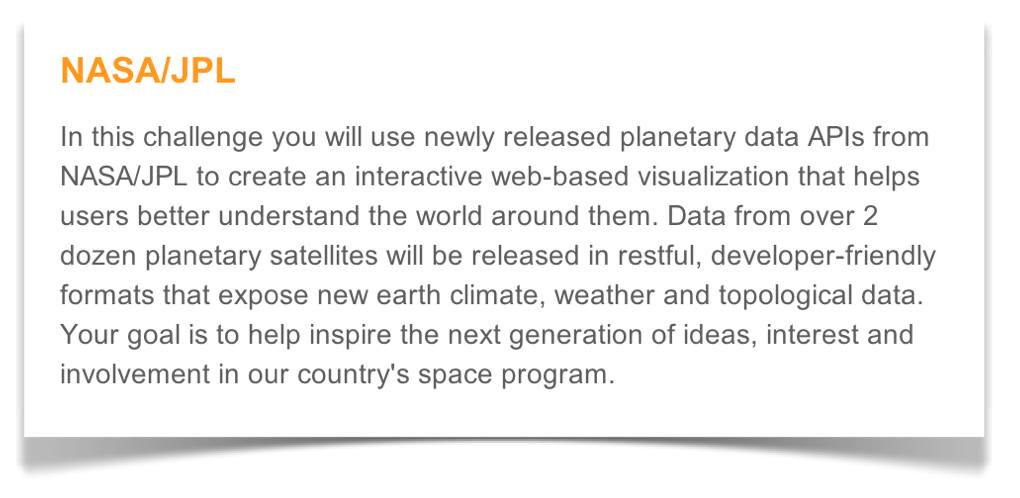 NASA/JPL
In this challenge you will use newly released planetary data APIs from
NASA/JPL to create an interactive web-based visualization that helps
users better understand the world around them. Data from over 2
dozen planetary satellites will be released in restful, developer-friendly
formats that expose new earth climate, weather and topological data.
Your goal is to help inspire the next generation of ideas, interest and
involvement in our country's space program.